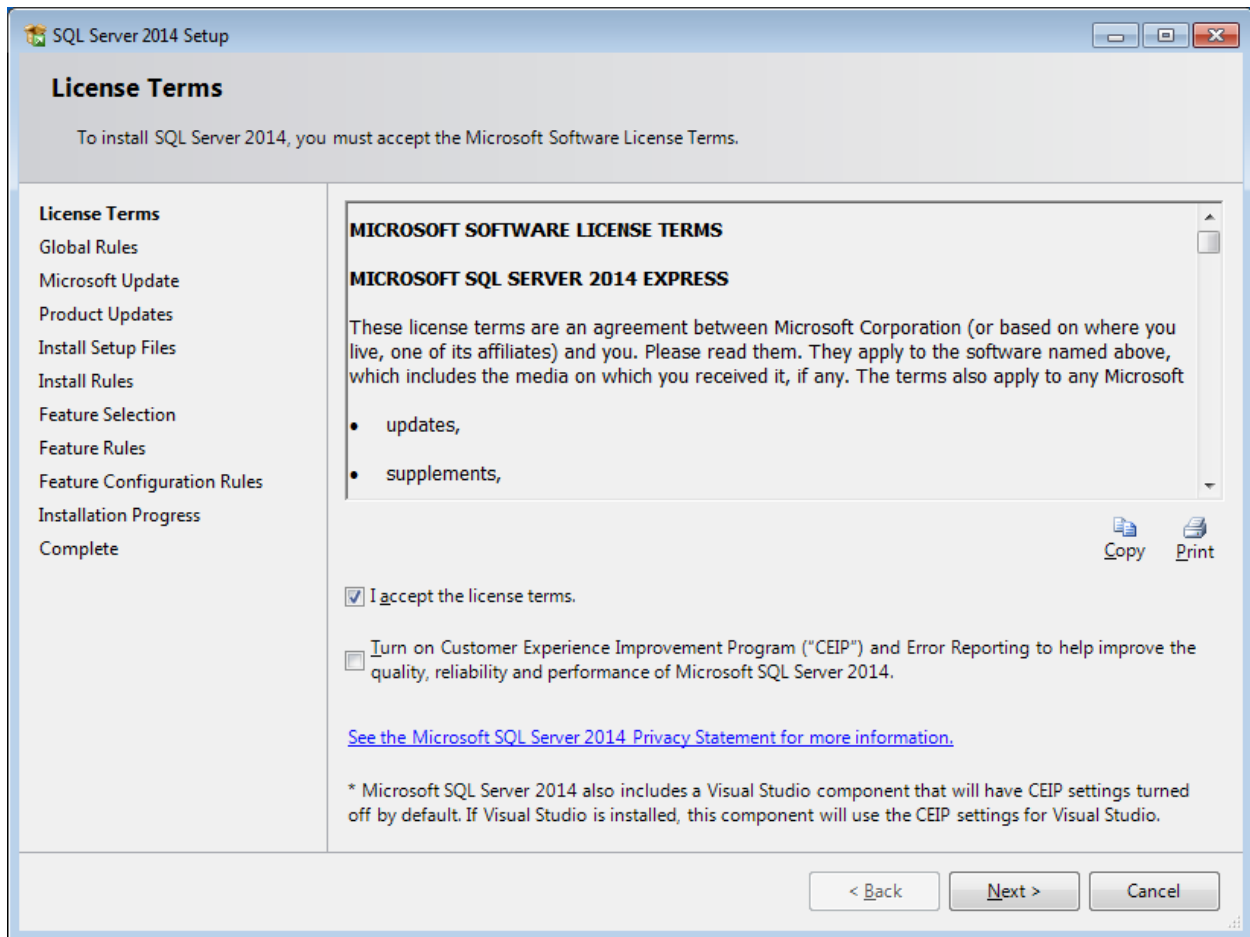 SQL Server 2014 Setup
License Terms
To install SQL Server 2014, you must accept the Microsoft Software License Terms.
License Terms
Global Rules
Microsoft Update
Product Updates
Install Setup Files
Install Rules
Feature Selection
Feature Rules
Feature Configuration Rules
Installation Progress
Complete
MICROSOFT SOFTWARE LICENSE TERMS
MICROSOFT SQL SERVER 2014 EXPRESS
These license terms are an agreement between Microsoft Corporation (or based on where you
live, one of its affiliates) and you. Please read them. They apply to the software named above,
which includes the media on which you received it, if any. The terms also apply to any Microsoft
• updates,
• supplements,
Copy Print
I accept the license terms.
Turn on Customer Experience Improvement Program ("CEIP") and Error Reporting to help improve the
quality, reliability and performance of Microsoft SQL Server 2014.
See the Microsoft SQL Server 2014 Privacy Statement for more information.
* Microsoft SQL Server 2014 also includes a Visual Studio component that will have CEIP settings turned
off by default. If Visual Studio is installed, this component will use the CEIP settings for Visual Studio.
< Back Next > Cancel